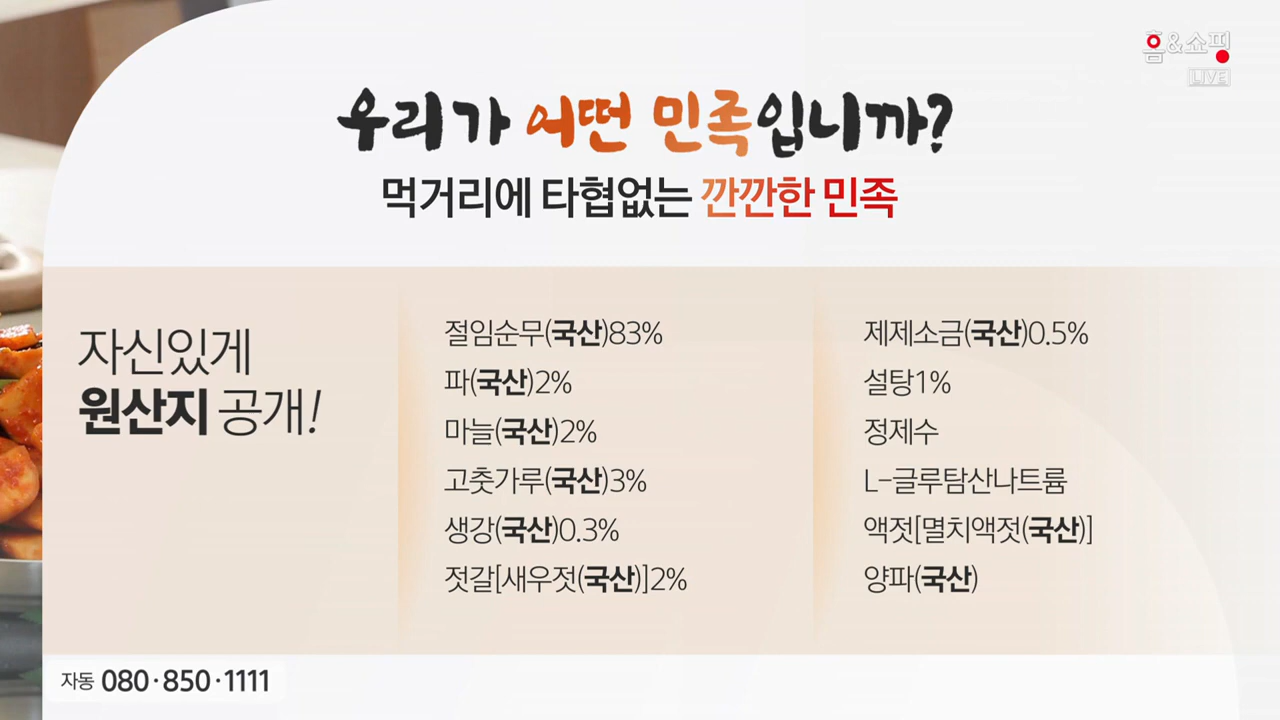 홈&쇼핑
LIVE
우리가 어떤 민족입니까?
먹거리에 타협없는 깐깐한 민족
자신있게
원산지 공개!
절임순무(국산)83%
파(국산)2%
마늘(국산)2%
고춧가루(국산)3%
생강(국산)0.3%
젓갈[새우젓(국산)]2%
제제소금(국산)0.5%
설탕1%
정제수
L-글루탐산나트륨
액젓[멸치액젓(국산)]
양파(국산)
자동 080·850·1111